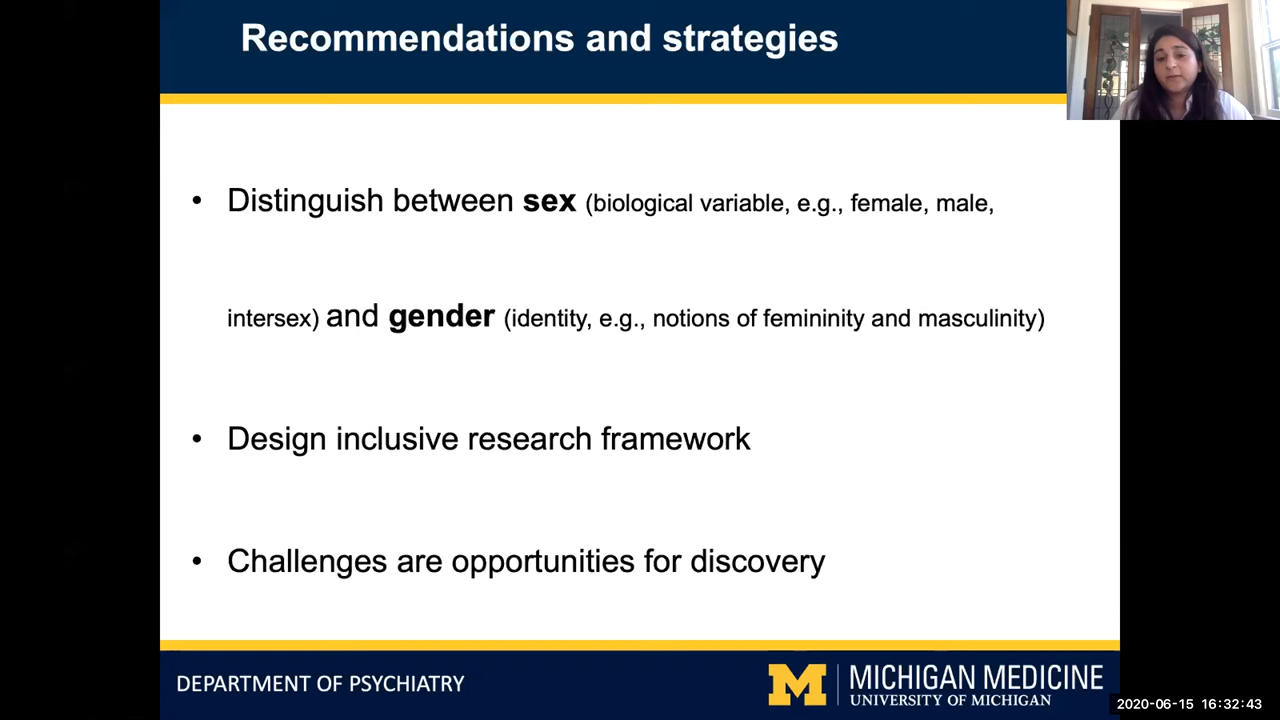 Recommendations and strategies
• Distinguish between sex (biological variable, e.g., female, male,
intersex) and gender (identity, e.g., notions of femininity and masculinity)
• Design inclusive research framework
• Challenges are opportunities for discovery
DEPARTMENT OF PSYCHIATRY
M
MICHIGAN MEDICINE
UNIVERSITY OF MICHIGAN
2020-06-15 16:32:43